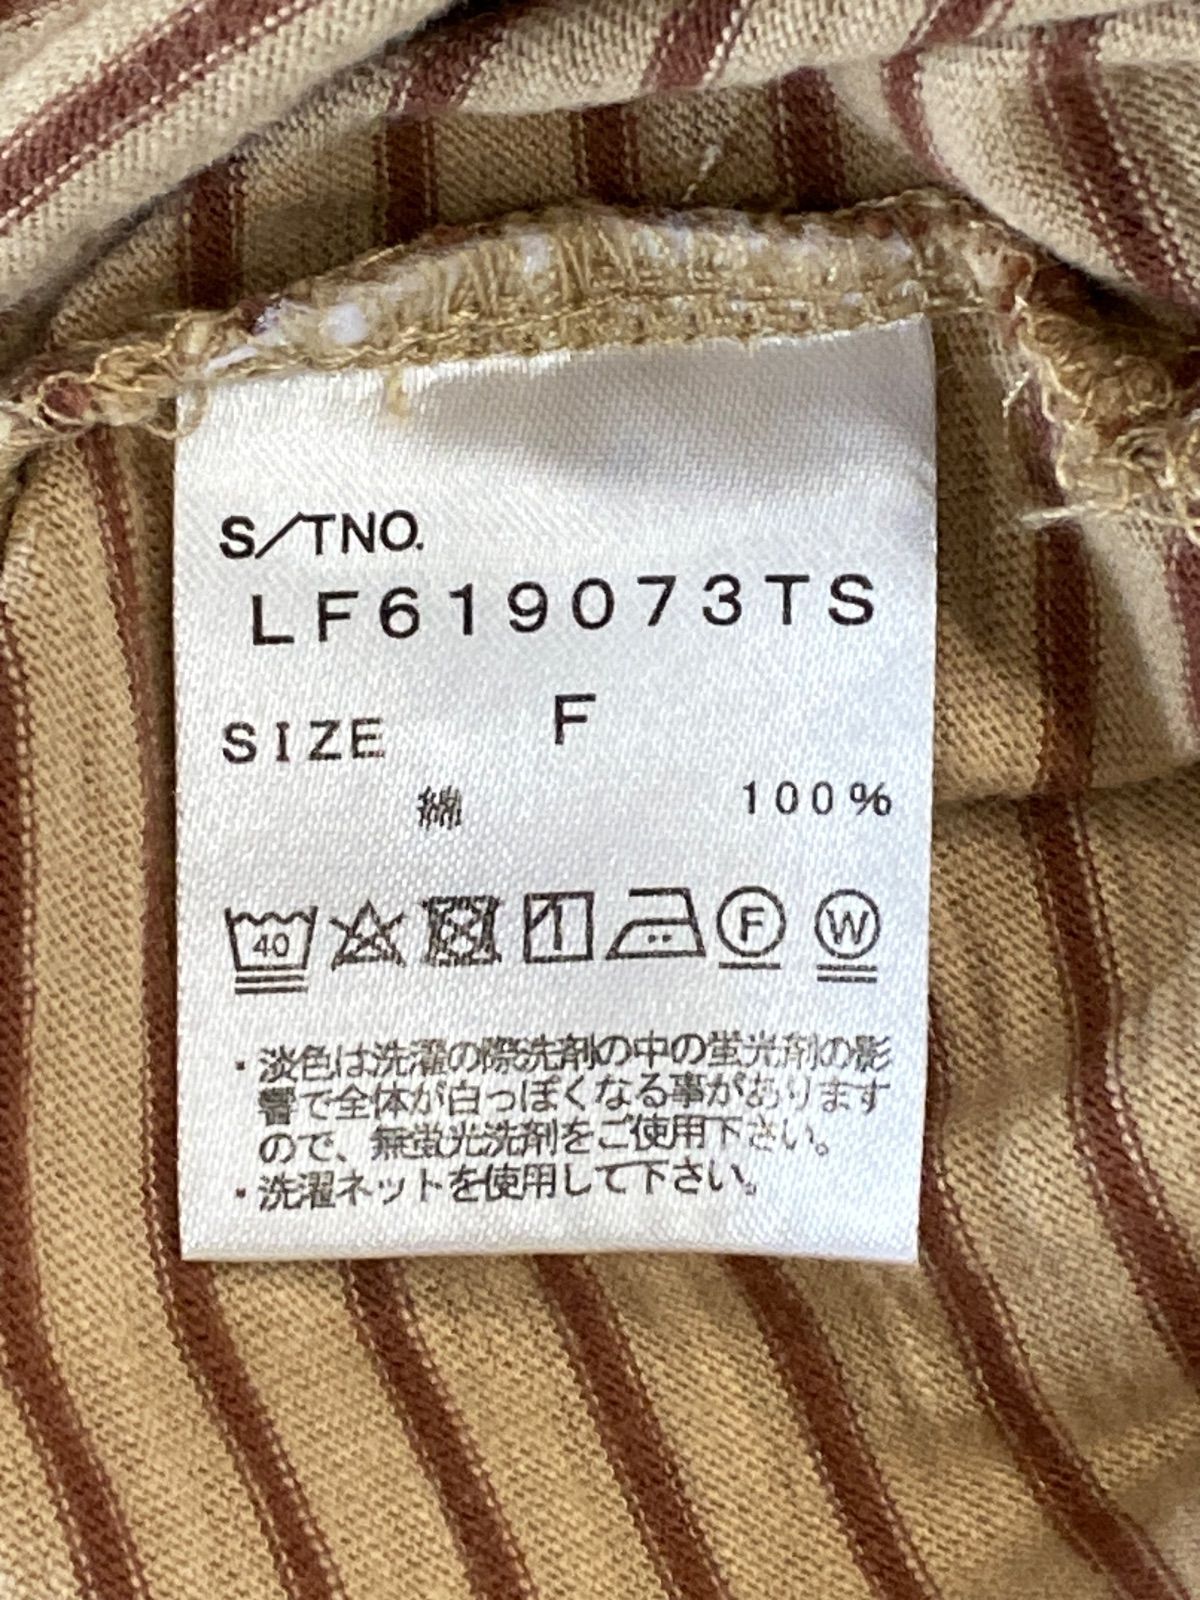 S/TNO.
LF619073TS
SIZE F
綿 100%
40 F W
・淡色は洗濯の際洗剤の中の蛍光剤の影
響で全体が白っぽくなる事があります
ので、無蛍光洗剤をご使用下さい。
・洗濯ネットを使用して下さい。